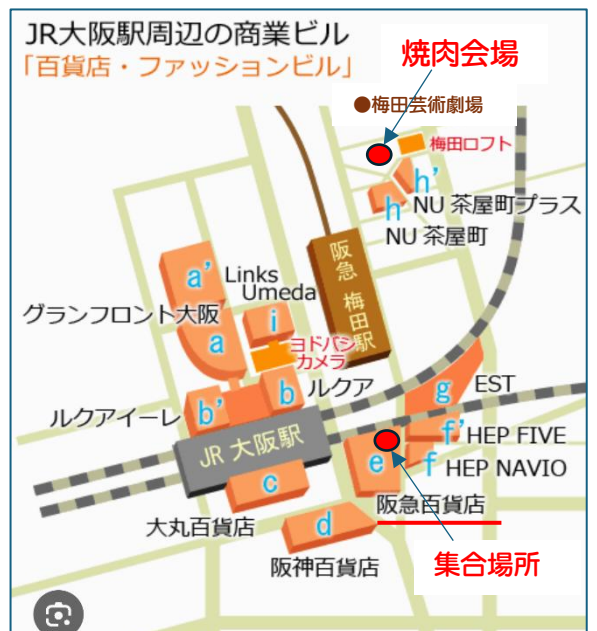 JR大阪駅周辺の商業ビル
「百貨店・ファッションビル」
焼肉会場
●梅田芸術劇場
梅田ロフト
h'
h
NU 茶屋町プラス
NU 茶屋町
阪急 梅田駅
a'
Links
Umeda
グランフロント大阪
a
i
ヨドバシ
カメラ
b
ルクア
g
EST
ルクアイーレ
b'
f'
HEP FIVE
JR 大阪駅
e
f
HEP NAVIO
c
阪急百貨店
大丸百貨店
d
阪神百貨店
集合場所